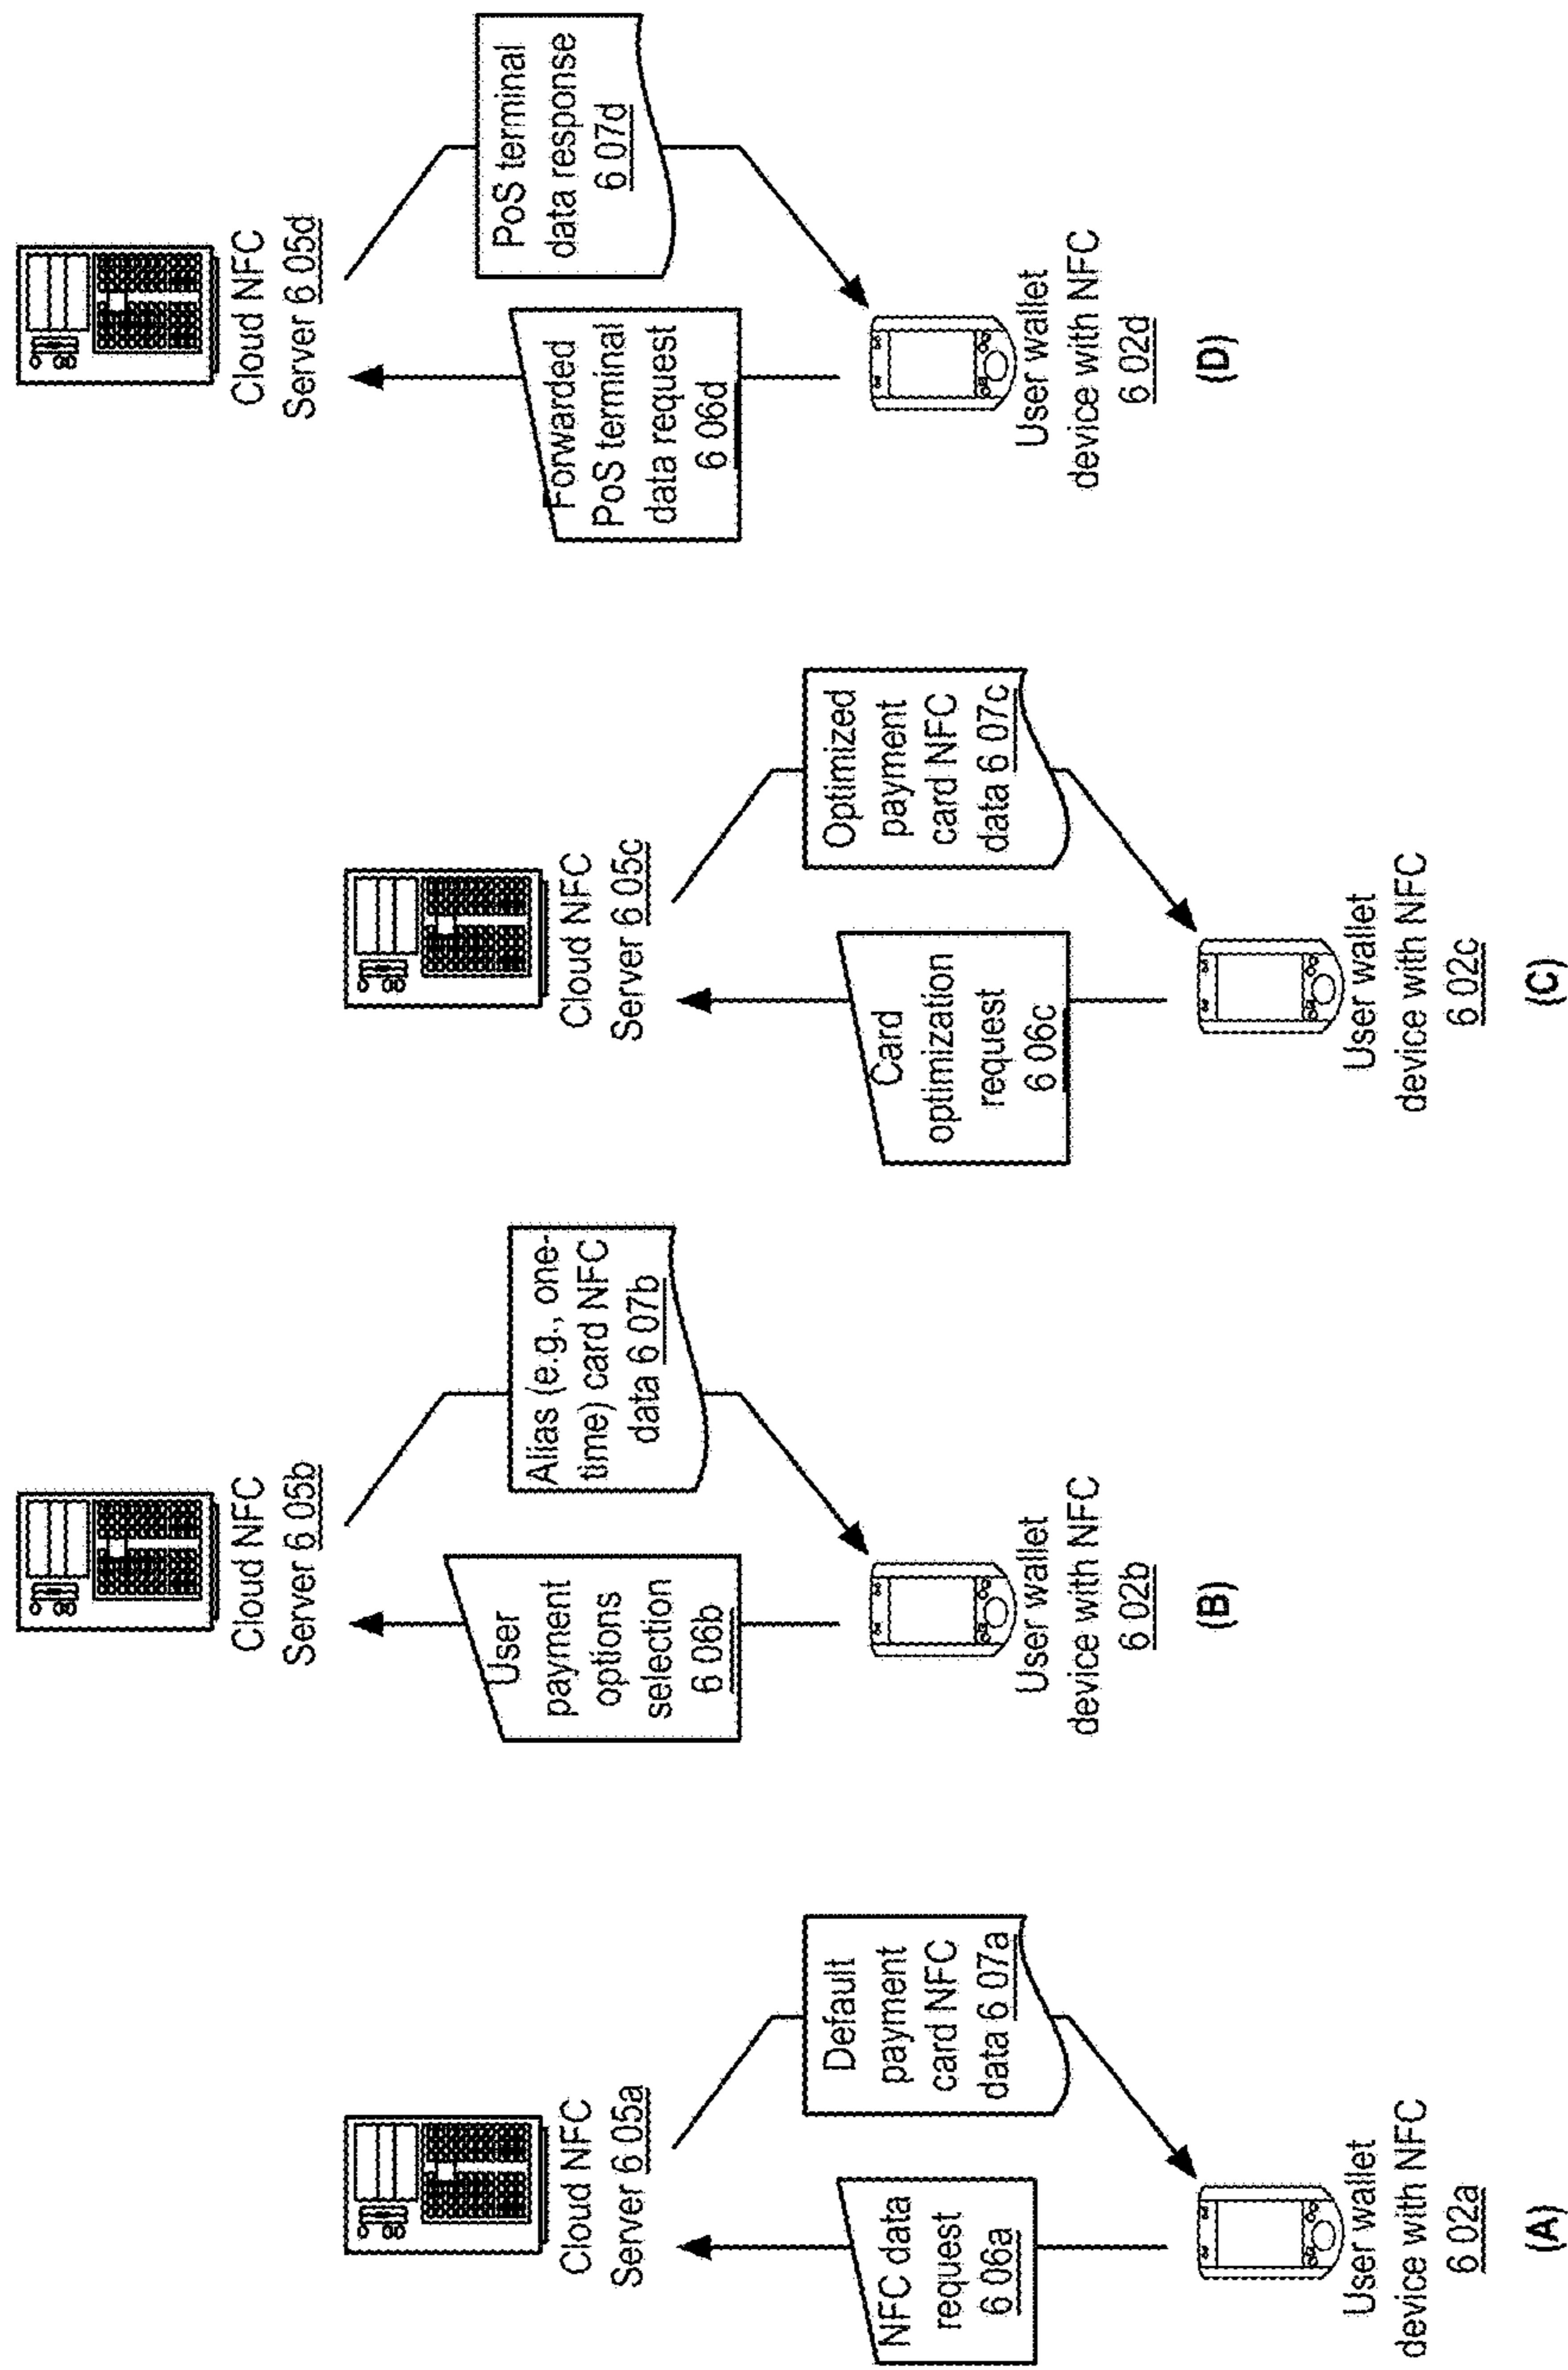 Cloud NFC
Server 6 05a
NFC data
request
6 06a
Default
payment
card NFC
data 6 07a
User wallet
device with NFC
6 02a
(A)
Cloud NFC
Server 6 05b
User
payment
options
selection
6 06b
Alias (e.g., one-
time) card NFC
data 6 07b
User wallet
device with NFC
6 02b
(B)
Cloud NFC
Server 6 05c
Card
optimization
request
6 06c
Optimized
payment
card NFC
data 6 07c
User wallet
device with NFC
6 02c
(C)
Cloud NFC
Server 6 05d
Forwarded
PoS terminal
data request
6 06d
PoS terminal
data response
6 07d
User wallet
device with NFC
6 02d
(D)